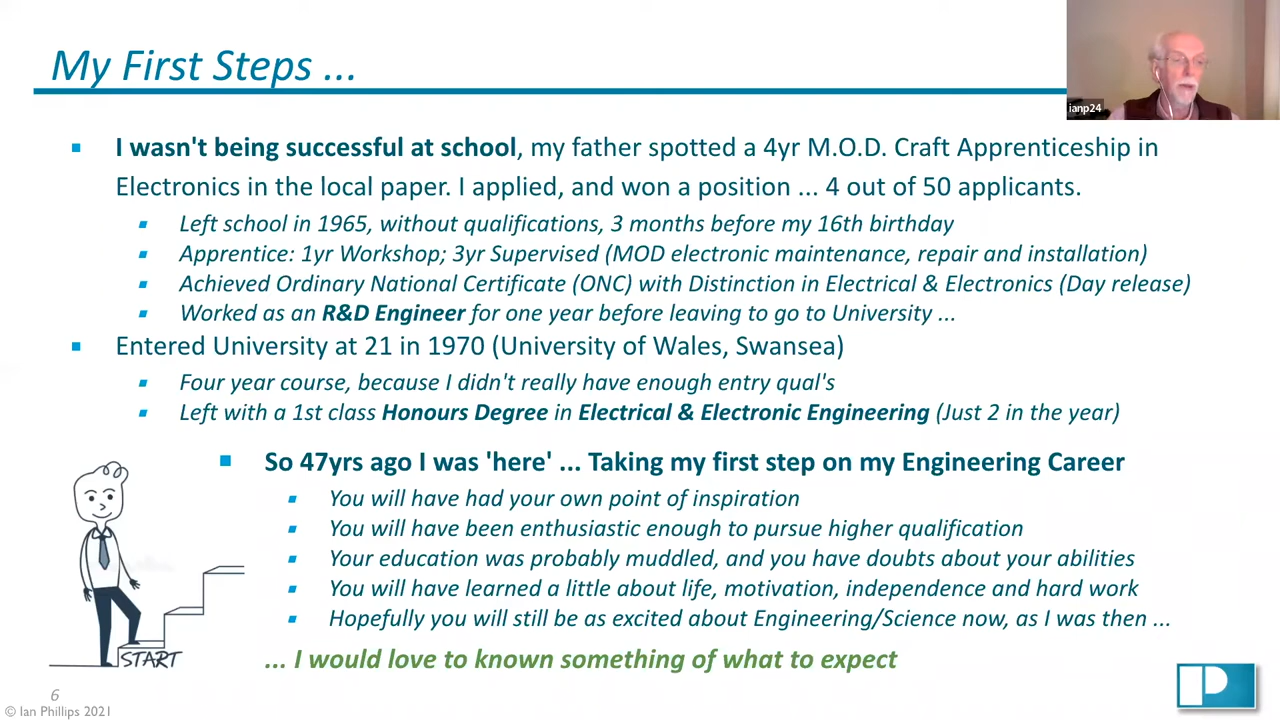 My First Steps ...
ianp24
I wasn't being successful at school, my father spotted a 4yr M.O.D. Craft Apprenticeship in
Electronics in the local paper. I applied, and won a position ... 4 out of 50 applicants.
Left school in 1965, without qualifications, 3 months before my 16th birthday
Apprentice: 1yr Workshop; 3yr Supervised (MOD electronic maintenance, repair and installation)
Achieved Ordinary National Certificate (ONC) with Distinction in Electrical & Electronics (Day release)
Worked as an R&D Engineer for one year before leaving to go to University ...
Entered University at 21 in 1970 (University of Wales, Swansea)
Four year course, because I didn't really have enough entry qual's
Left with a 1st class Honours Degree in Electrical & Electronic Engineering (Just 2 in the year)
So 47yrs ago I was 'here' ... Taking my first step on my Engineering Career
You will have had your own point of inspiration
You will have been enthusiastic enough to pursue higher qualification
Your education was probably muddled, and you have doubts about your abilities
You will have learned a little about life, motivation, independence and hard work
Hopefully you will still be as excited about Engineering/Science now, as I was then ...
START
... I would love to known something of what to expect
P
6
© Ian Phillips 2021